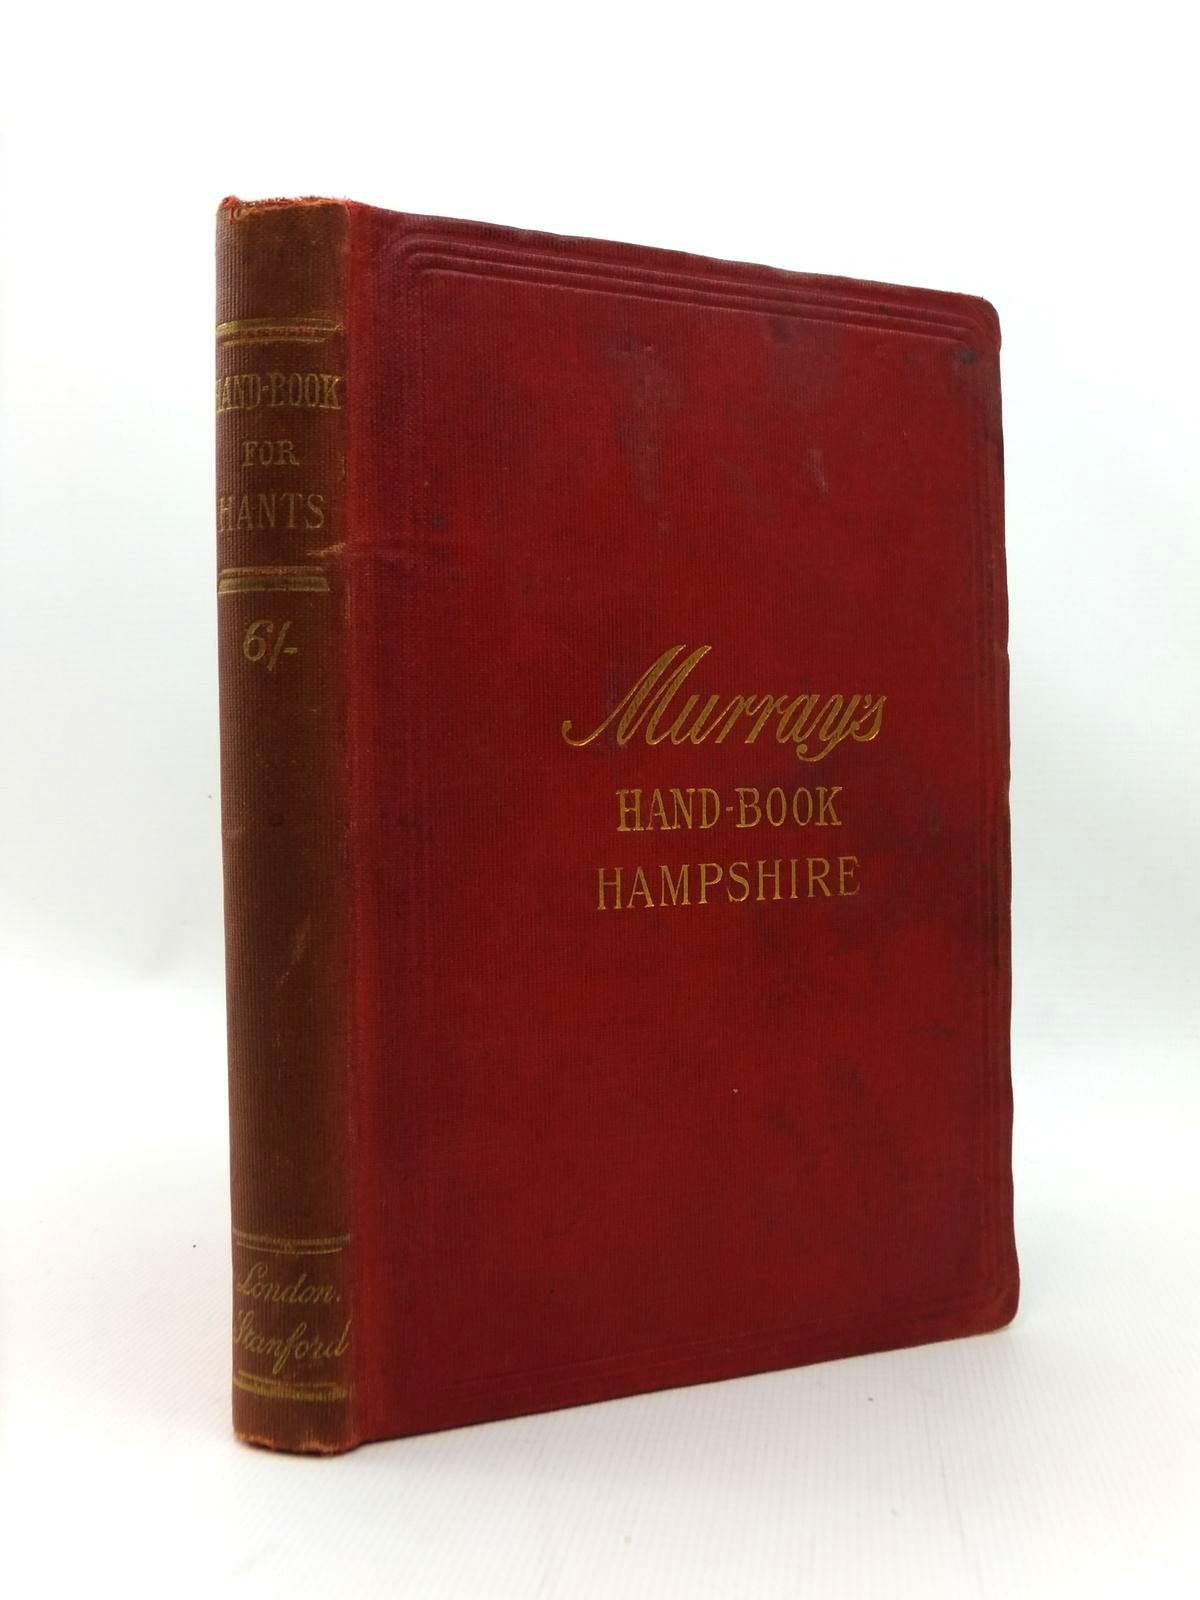 HAND-BOOK
FOR
HANTS
6/-
London.
Stanford
Murray's
HAND-BOOK
HAMPSHIRE